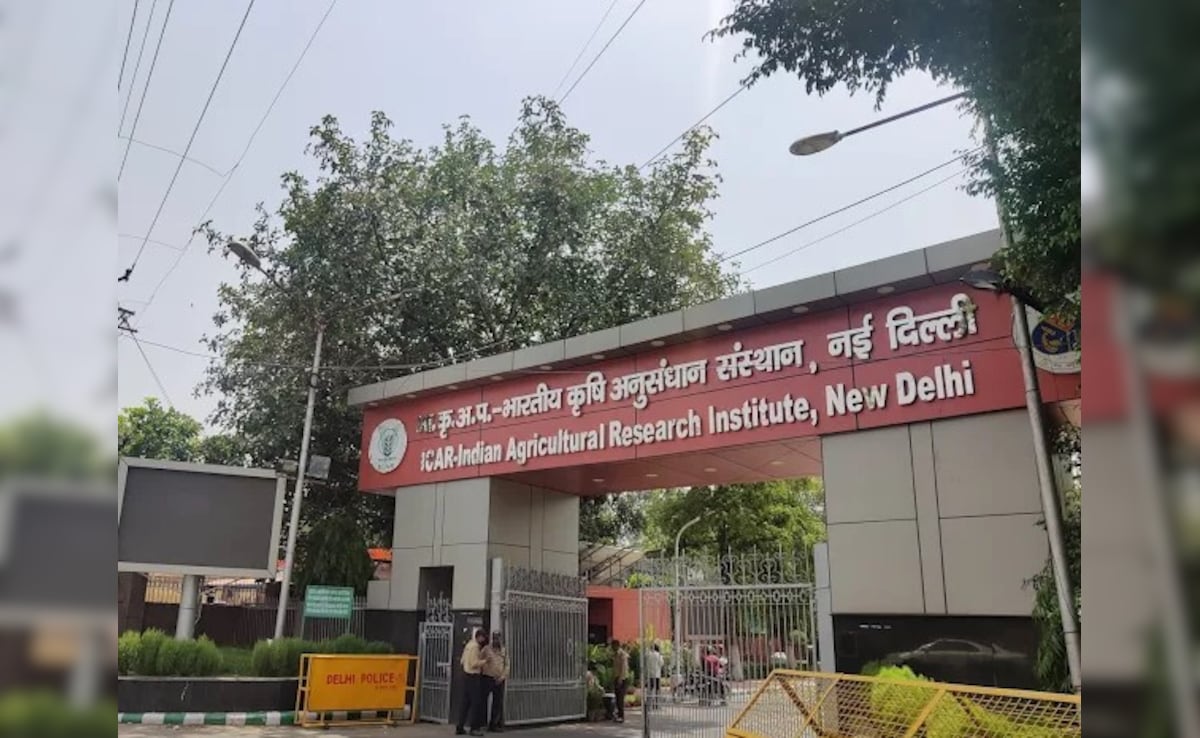 भा.कृ.अ.प.-भारतीय कृषि अनुसंधान संस्थान, नई दिल्ली
ICAR-Indian Agricultural Research Institute, New Delhi
DELHI POLICE